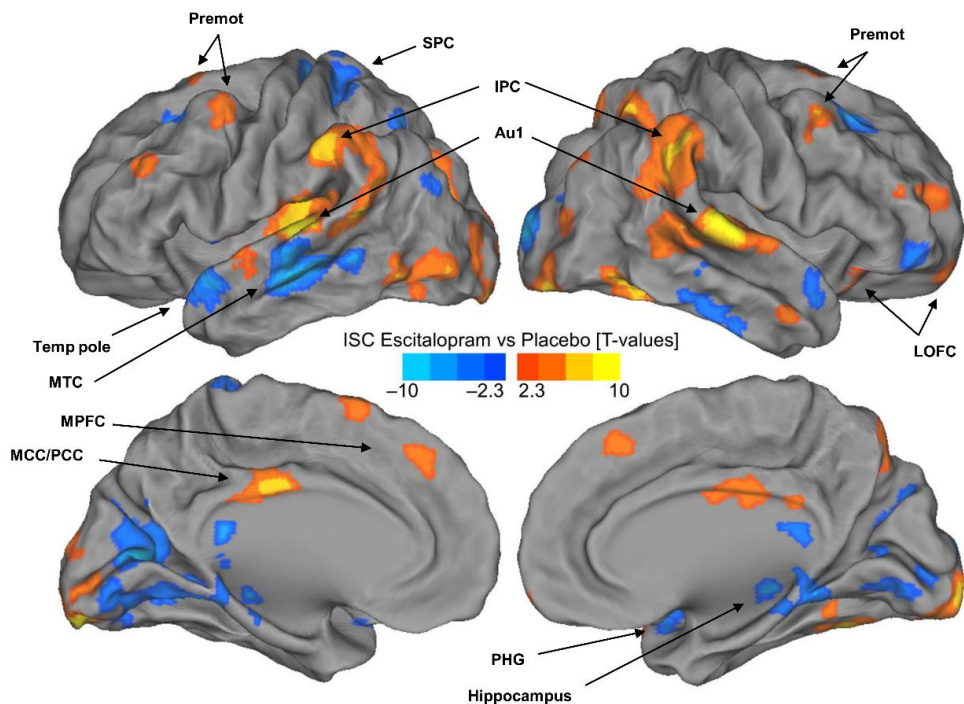 Premot
SPC
Premot
IPC
Au1
Temp pole
MTC
LOFC
ISC Escitalopram vs Placebo [T-values]
−10 −2.3 2.3 10
MPFC
MCC/PCC
PHG
Hippocampus